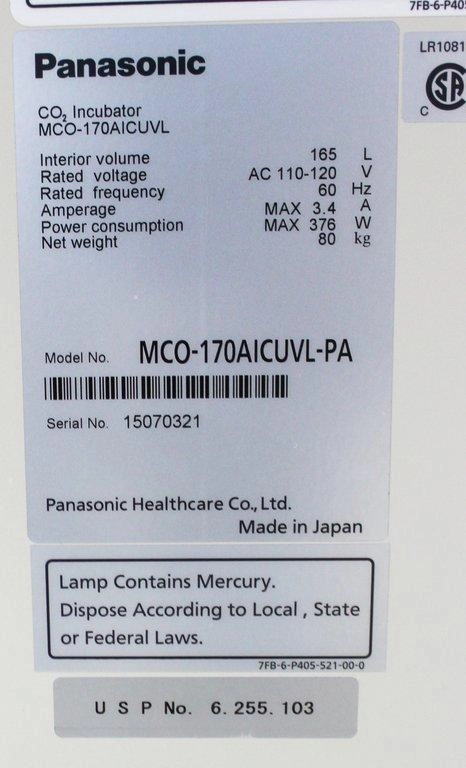 7FB-6-P405
Panasonic
LR1081
SA
C
CO₂ Incubator
MCO-170AICUVL
Interior volume 165 L
Rated voltage AC 110-120 V
Rated frequency 60 Hz
Amperage MAX 3.4 A
Power consumption MAX 376 W
Net weight 80 kg
Model No. MCO-170AICUVL-PA
Serial No. 15070321
Panasonic Healthcare Co., Ltd.
Made in Japan
Lamp Contains Mercury.
Dispose According to Local , State
or Federal Laws.
7FB-6-P405-521-00-0
U S P No. 6. 255. 103